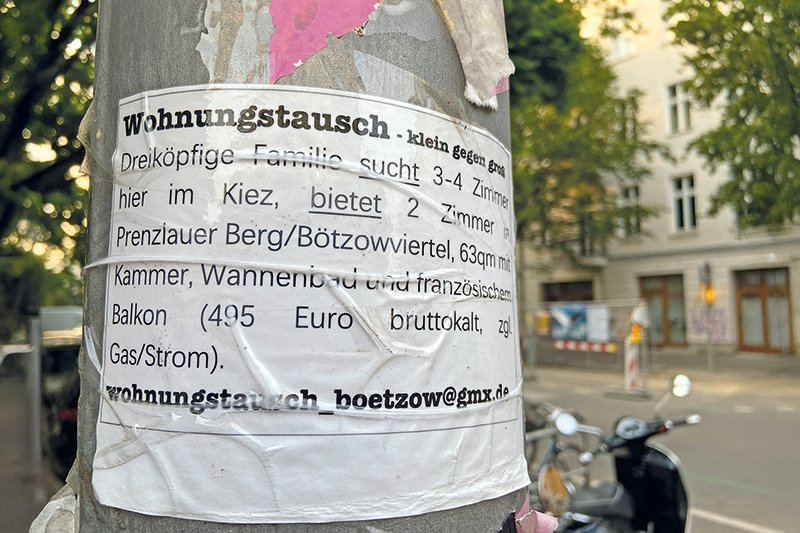 Wohnungstausch - klein gegen groß
Dreiköpfige Familie sucht 3-4 Zimmer
hier im Kiez, bietet 2 Zimmer in
Prenzlauer Berg/Bötzowviertel, 63qm mit
Kammer, Wannenbad und französischem
Balkon (495 Euro bruttokalt, zgl.
Gas/Strom).
wohnungstausch_boetzow@gmx.de